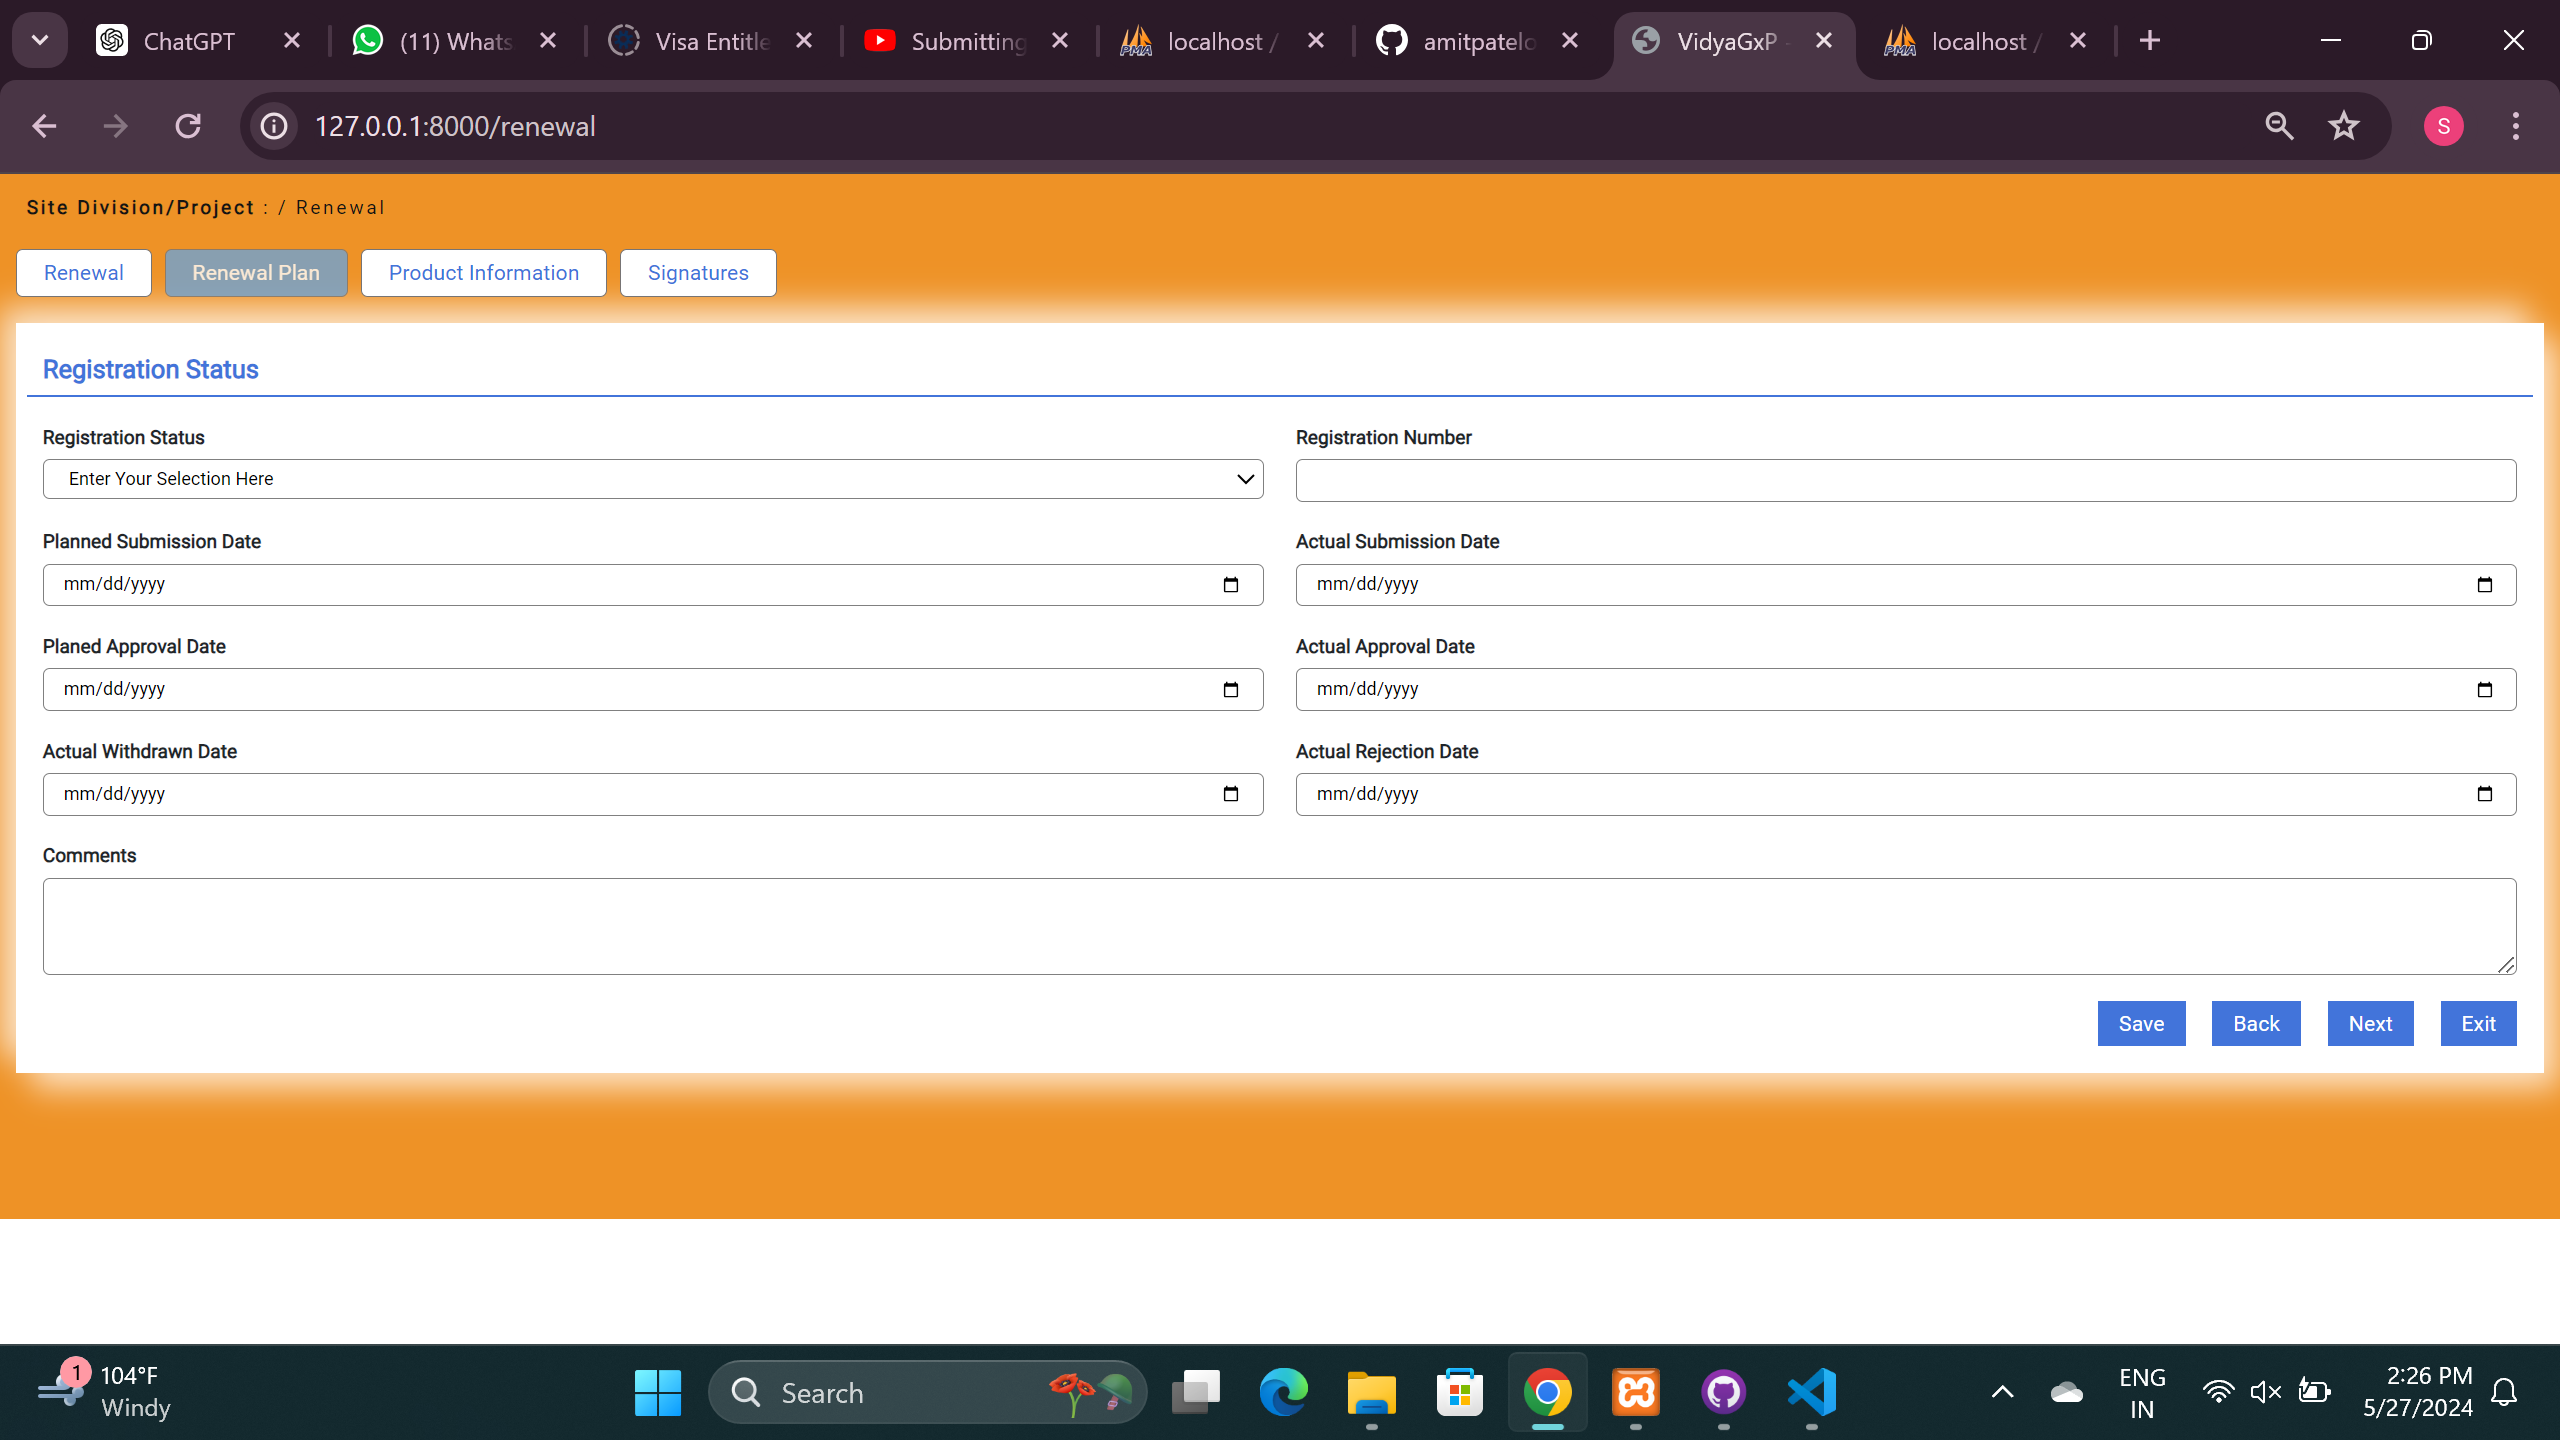 ChatGPT
(11) Whats
Visa Entitle
Submitting
localhost /
amitpatelo
VidyaGxP -
localhost /
127.0.0.1:8000/renewal
S
Site Division/Project : / Renewal
Renewal
Renewal Plan
Product Information
Signatures
Registration Status
Registration Status
Registration Number
Enter Your Selection Here
Planned Submission Date
Actual Submission Date
mm/dd/yyyy
mm/dd/yyyy
Planed Approval Date
Actual Approval Date
mm/dd/yyyy
mm/dd/yyyy
Actual Withdrawn Date
Actual Rejection Date
mm/dd/yyyy
mm/dd/yyyy
Comments
Save
Back
Next
Exit
1
104°F
Windy
Search
ENG
IN
2:26 PM
5/27/2024